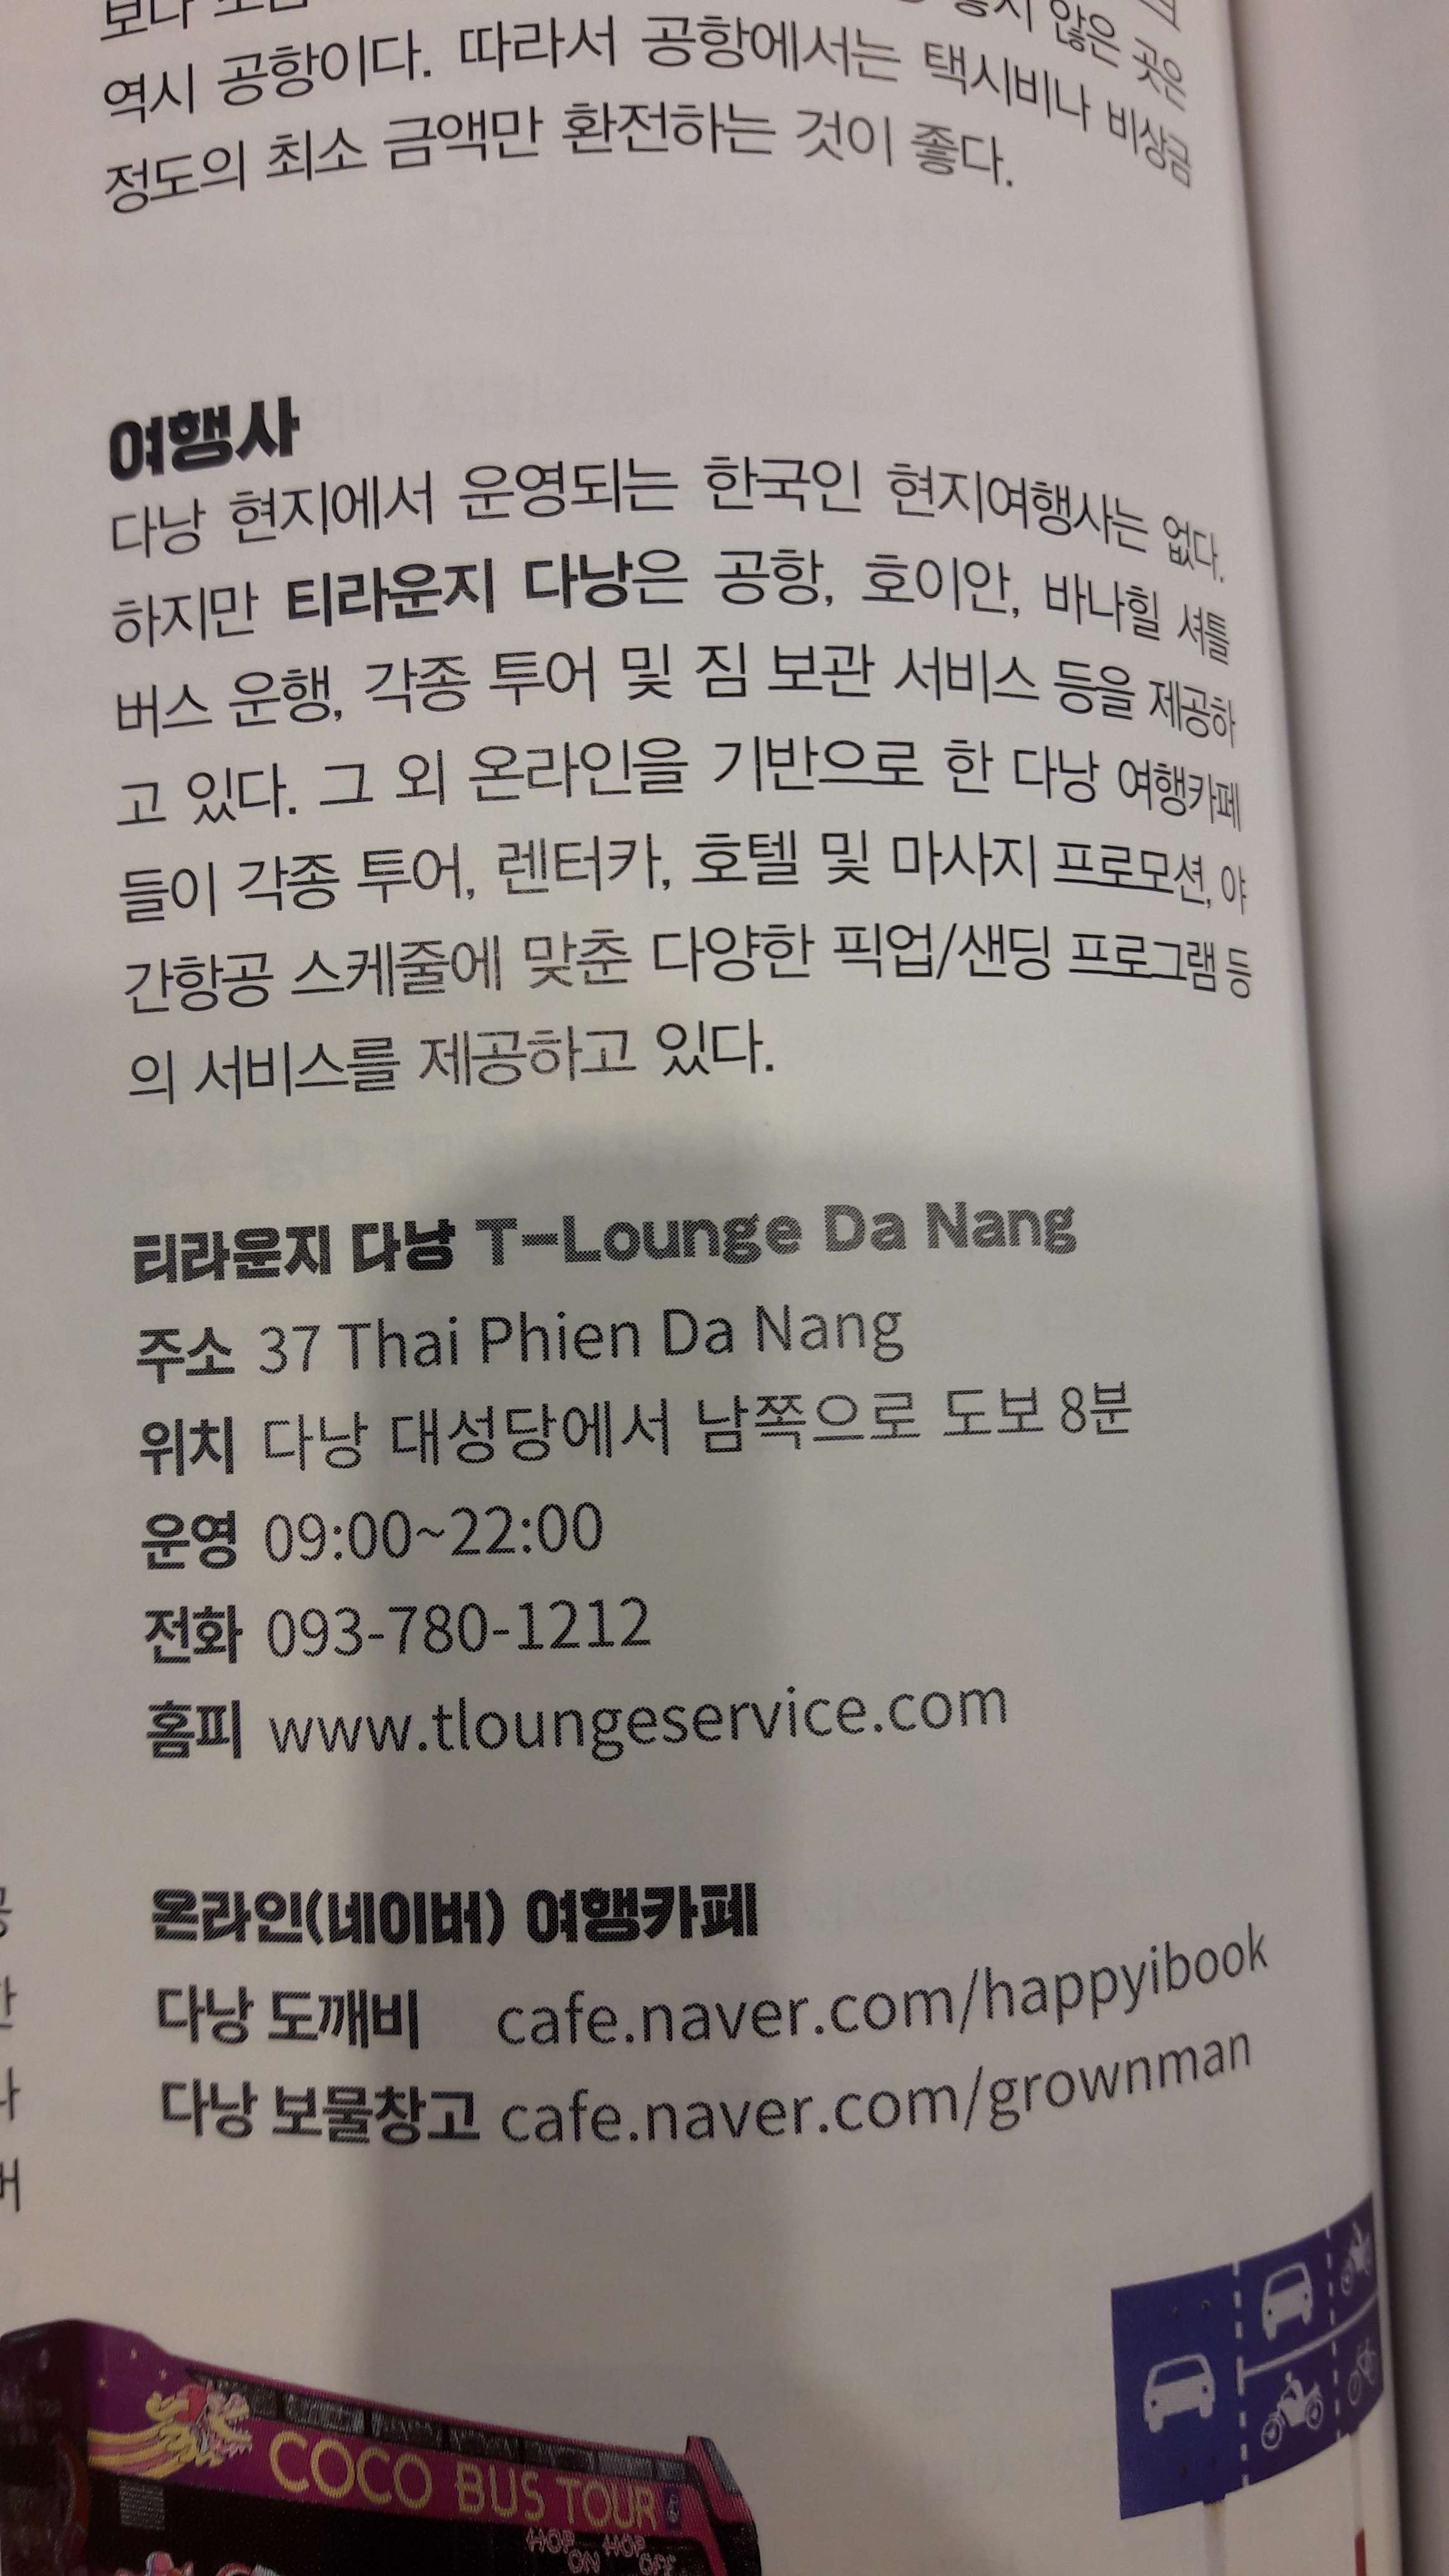 역시 공항이다. 따라서 공항에서는 택시비나 비상금
정도의 최소 금액만 환전하는 것이 좋다.
여행사
다낭 현지에서 운영되는 한국인 현지여행사는 없다.
하지만 티라운지 다낭은 공항, 호이안, 바나힐 셔틀
버스 운행, 각종 투어 및 짐 보관 서비스 등을 제공하
고 있다. 그 외 온라인을 기반으로 한 다낭 여행카페
들이 각종 투어, 렌터카, 호텔 및 마사지 프로모션, 야
간항공 스케줄에 맞춘 다양한 픽업/샌딩 프로그램 등
의 서비스를 제공하고 있다.
티라운지 다낭 T-Lounge Da Nang
주소 37 Thai Phien Da Nang
위치 다낭 대성당에서 남쪽으로 도보 8분
운영 09:00~22:00
전화 093-780-1212
홈피 www.tloungeservice.com
온라인(네이버) 여행카페
다낭 도깨비 cafe.naver.com/happyibook
다낭 보물창고 cafe.naver.com/grownman
COCO BUS TOUR
HOP ON HOP OFF